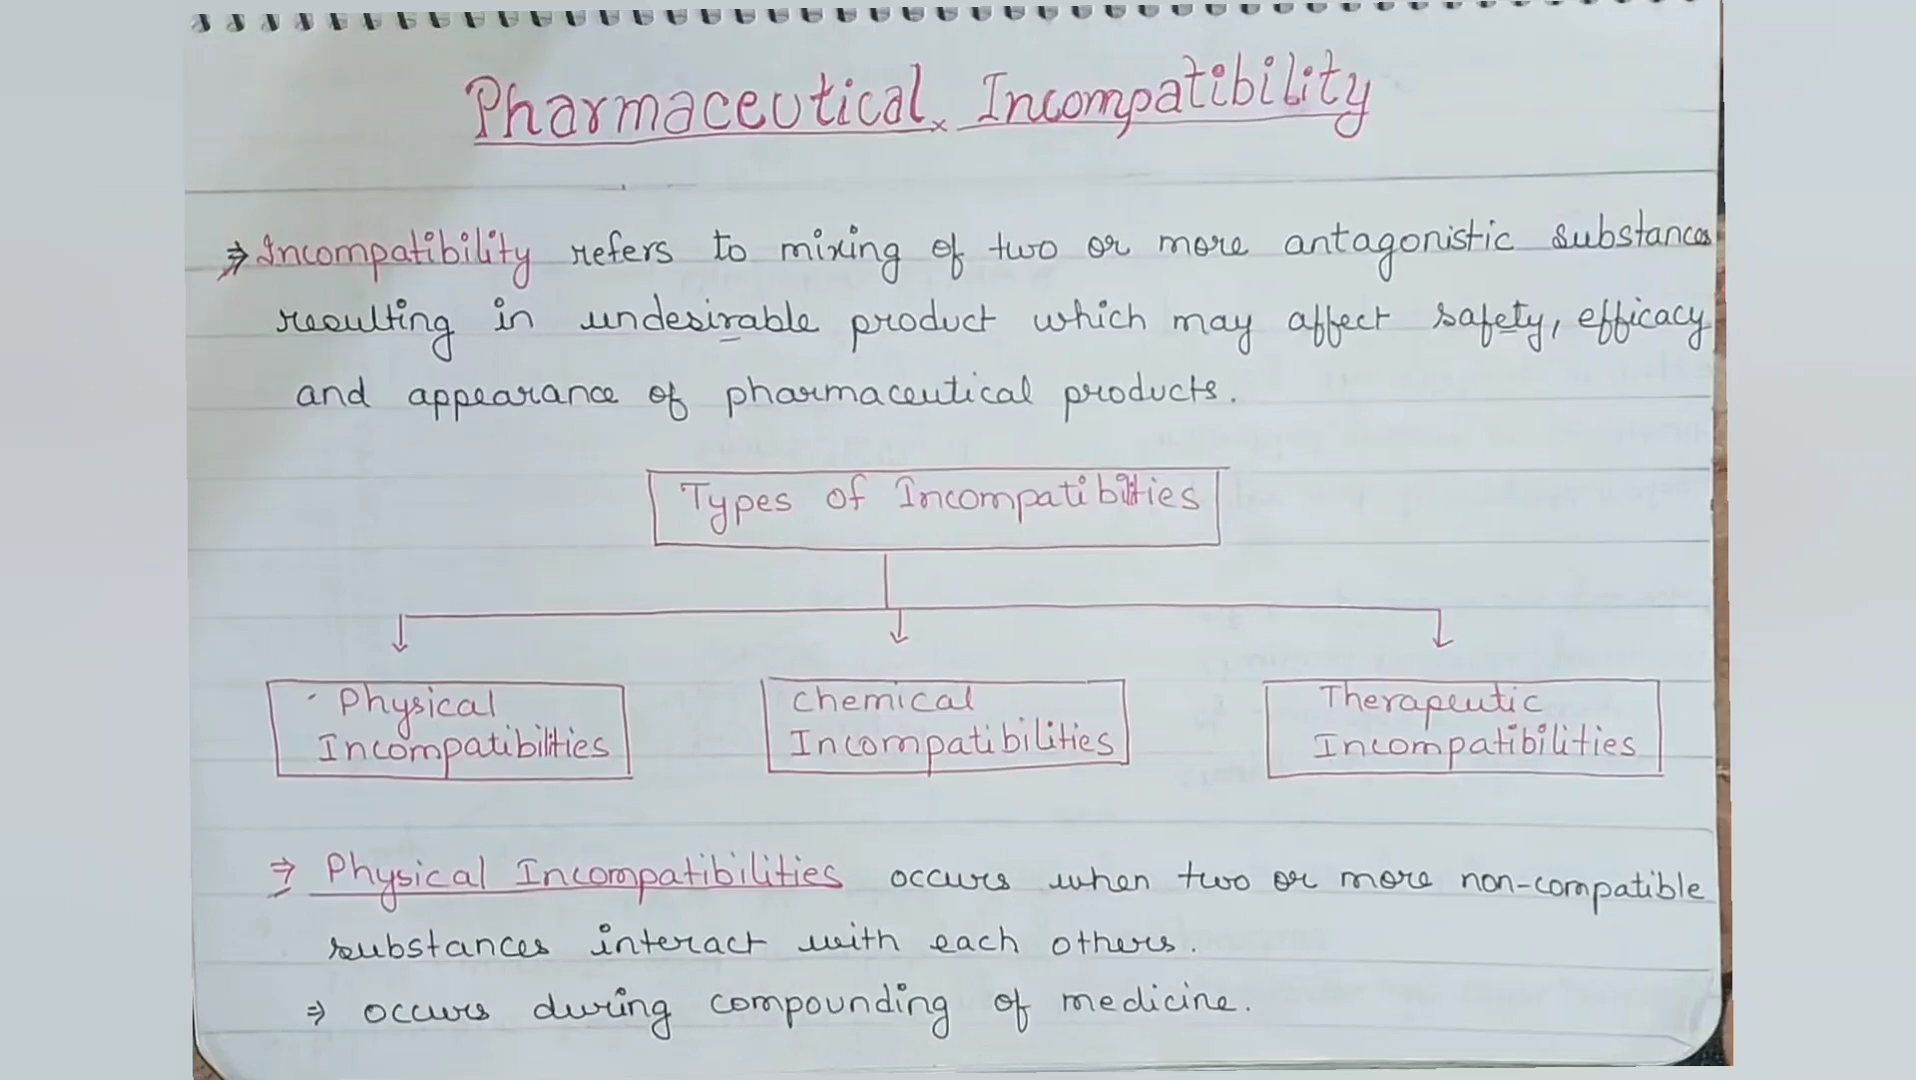 Pharmaceutical Incompatibility
⇒ Incompatibility refers to mixing of two or more antagonistic substances
resulting in undesirable product which may affect safety, efficacy
and appearance of pharmaceutical products.
Types of Incompatibilities
Physical
Incompatibilities
Chemical
Incompatibilities
Therapeutic
Incompatibilities
⇒ Physical Incompatibilities occurs when two or more non-compatible
substances interact with each others.
⇒ occurs during compounding of medicine.